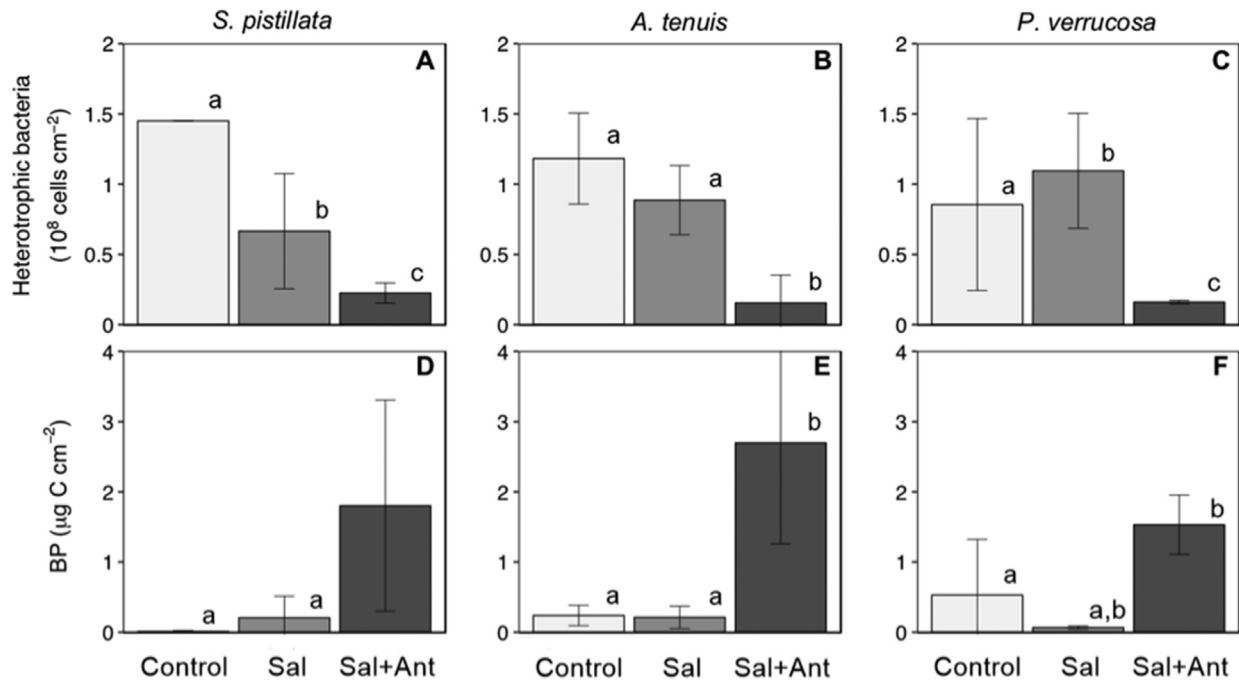 S. pistillata
A. tenuis
P. verrucosa
Heterotrophic bacteria
(10⁸ cells cm⁻²)
2
1.5
1
0.5
0
A
a
b
c
2
1.5
1
0.5
0
B
a
a
b
2
1.5
1
0.5
0
C
a
b
c
BP (µg C cm⁻²)
4
3
2
1
0
D
a
a
4
3
2
1
0
E
a
a
b
4
3
2
1
0
F
a
a,b
b
Control Sal Sal+Ant
Control Sal Sal+Ant
Control Sal Sal+Ant